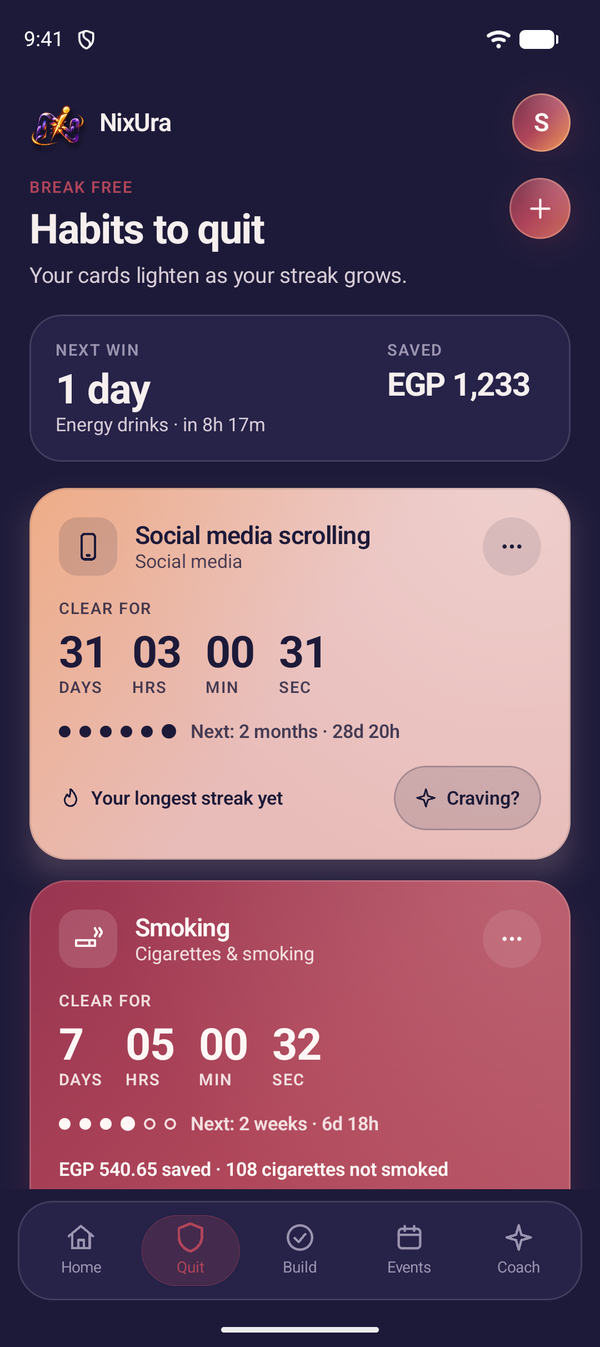 9:41
NixUra
S
BREAK FREE
Habits to quit
Your cards lighten as your streak grows.
NEXT WIN
1 day
Energy drinks · in 8h 17m
SAVED
EGP 1,233
Social media scrolling
Social media
CLEAR FOR
31 03 00 31
DAYS HRS MIN SEC
Next: 2 months · 28d 20h
Your longest streak yet
Craving?
Smoking
Cigarettes & smoking
CLEAR FOR
7 05 00 32
DAYS HRS MIN SEC
Next: 2 weeks · 6d 18h
EGP 540.65 saved · 108 cigarettes not smoked
Home Quit Build Events Coach